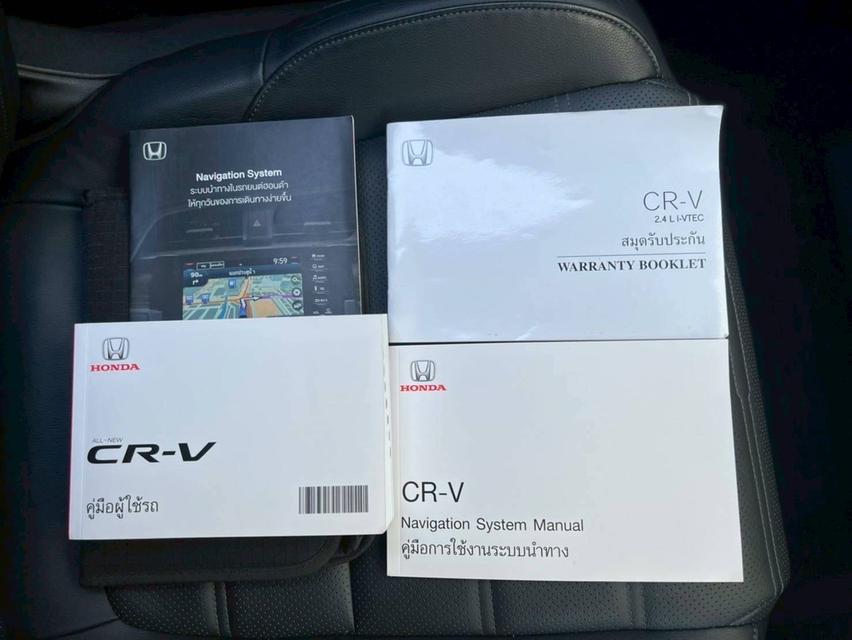 Navigation System
ระบบนำทางในรถยนต์ฮอนด้า
ให้ทุกวันของการเดินทางง่ายขึ้น
9:59
90m
CR-V
2.4 L i-VTEC
สมุดรับประกัน
WARRANTY BOOKLET
HONDA
ALL-NEW
CR-V
คู่มือผู้ใช้รถ
HONDA
CR-V
Navigation System Manual
คู่มือการใช้งานระบบนำทาง